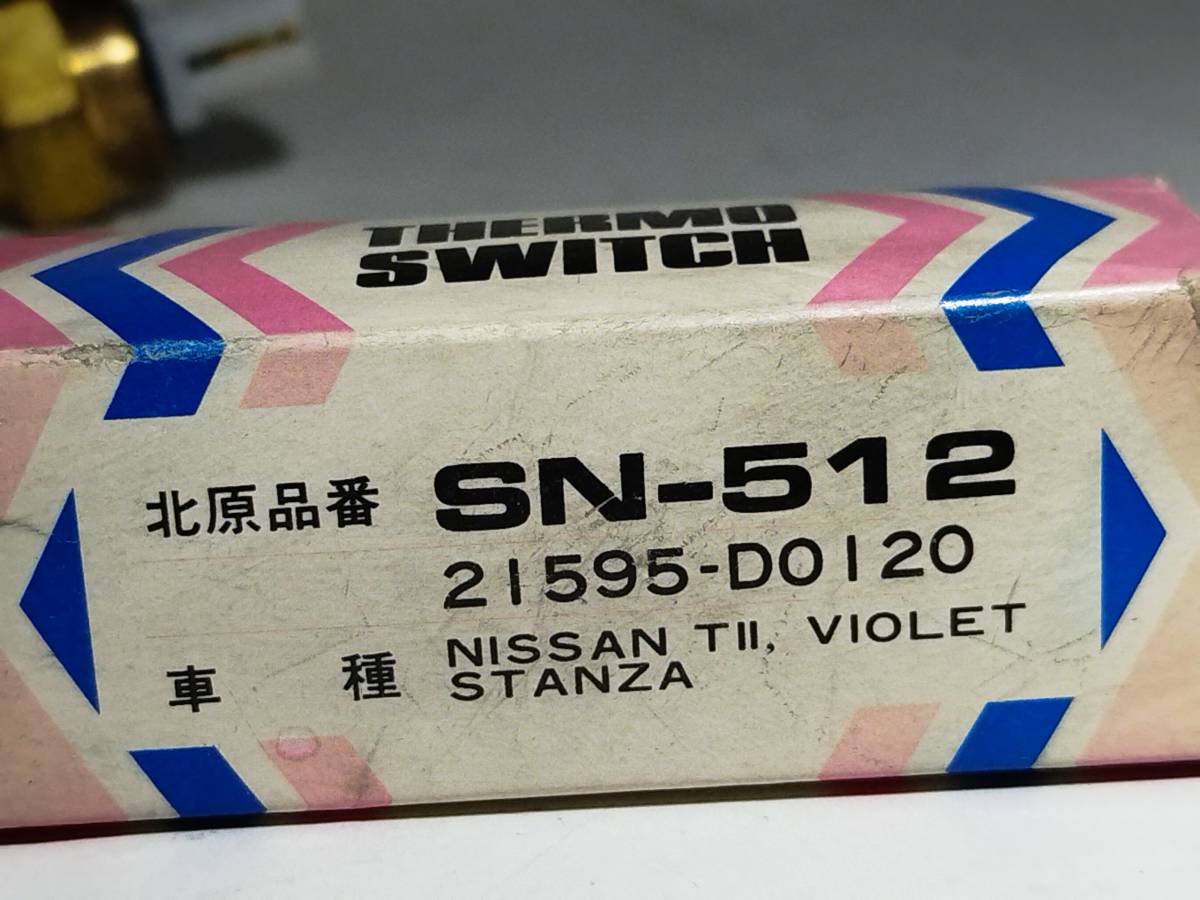 THERMO
SWITCH
北原品番 SN-512
21595-D0120
車種 NISSAN TII, VIOLET
STANZA